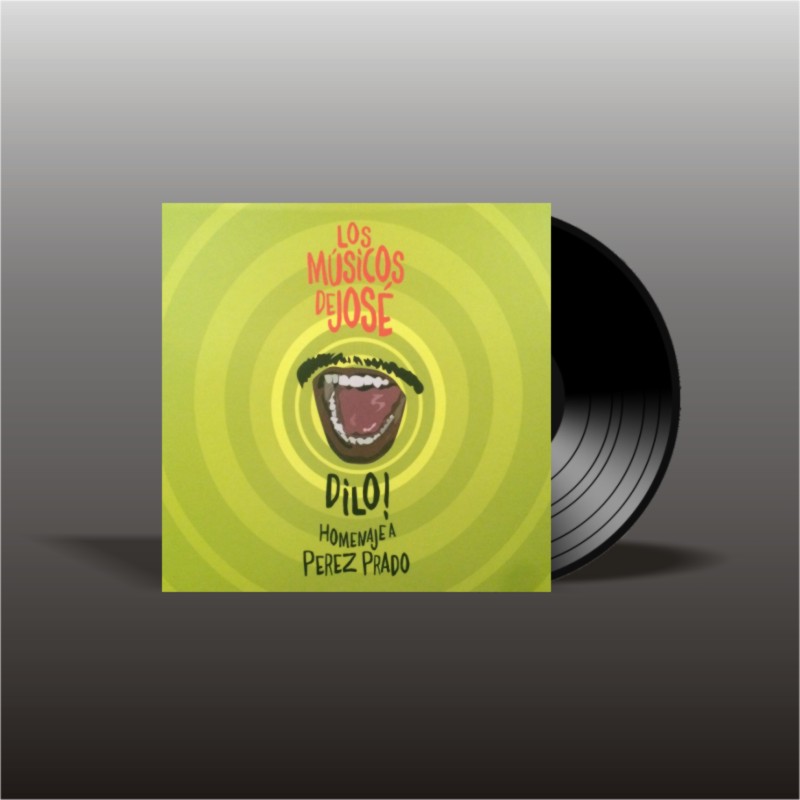 LOS
MÚSiCOS
DE JOSÉ
DiLO!
HOMENAJE A
PEREZ PRADO